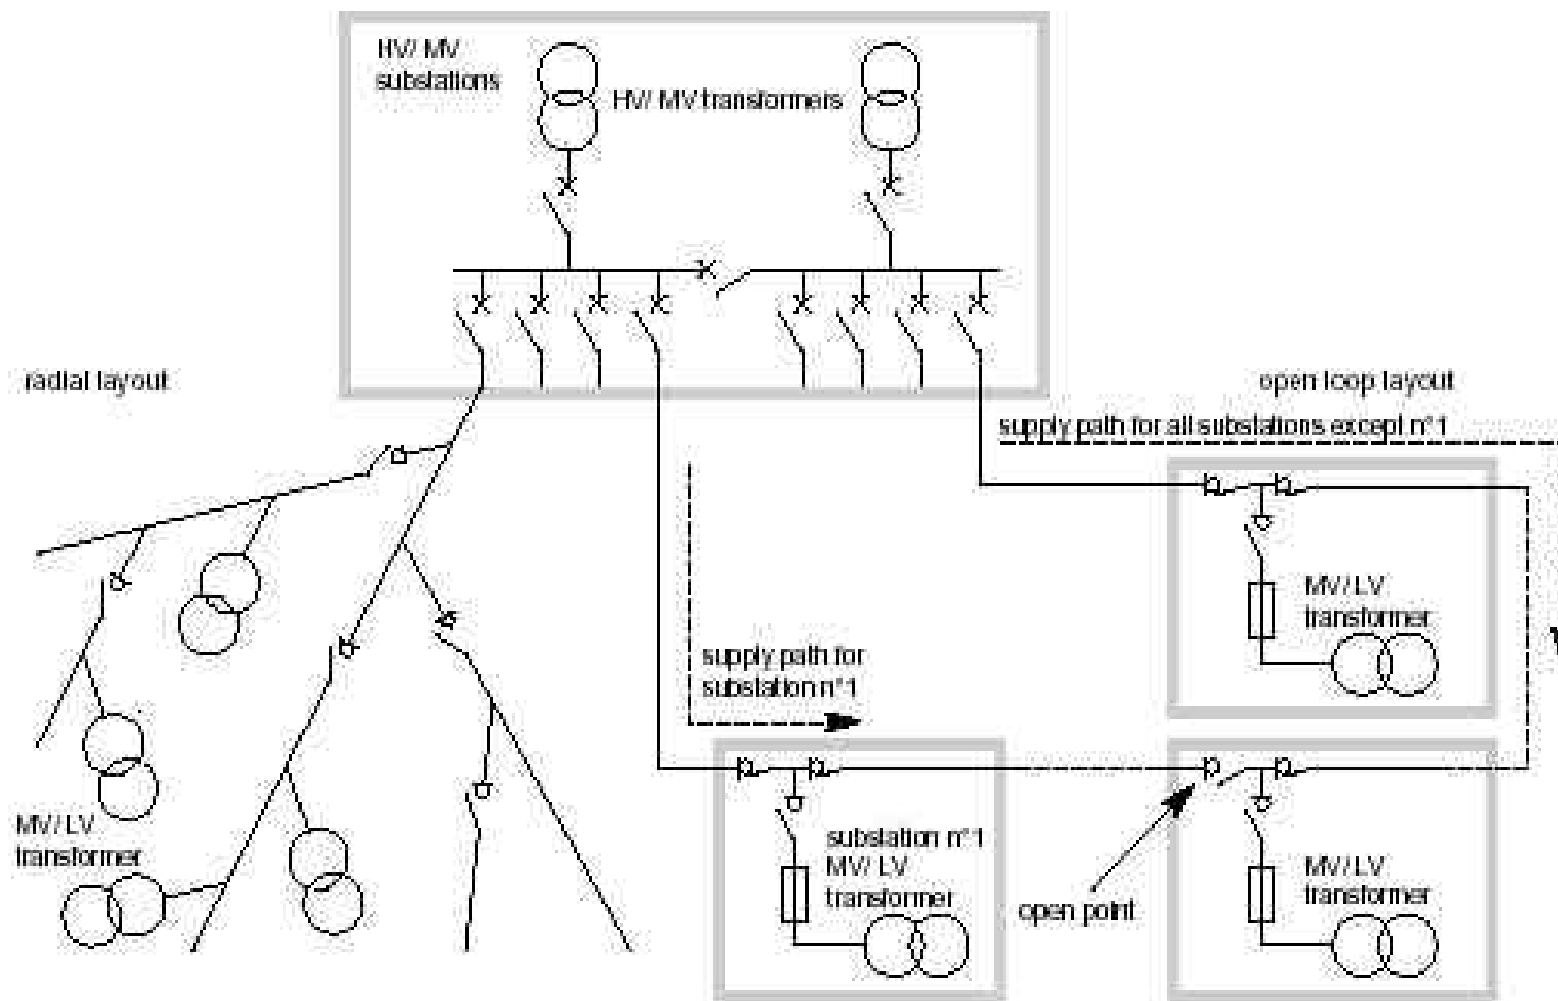 HV/ MV
substations
HV/ MV transformers
radial layout
open loop layout
supply path for all substations except n°1
MV/ LV
transformer
supply path for
substation n°1
MV/ LV
transformer
substation n°1
MV/ LV
transformer
open point
MV/ LV
transformer